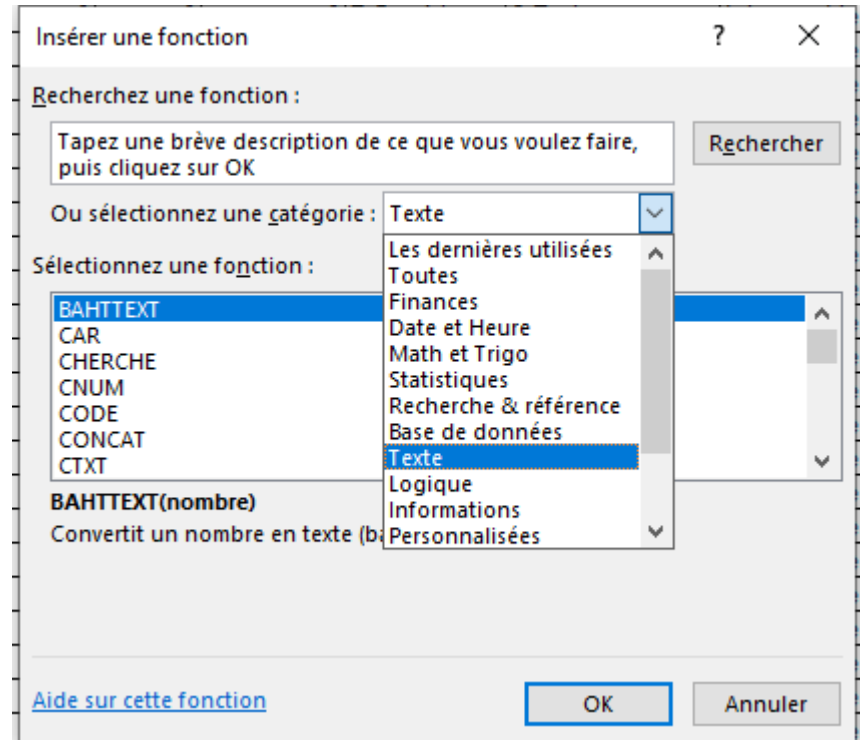 Insérer une fonction ? ×
Recherchez une fonction :
Tapez une brève description de ce que vous voulez faire,
puis cliquez sur OK
Rechercher
Ou sélectionnez une catégorie : Texte
Les dernières utilisées
Toutes
Finances
Date et Heure
Math et Trigo
Statistiques
Recherche & référence
Base de données
Texte
Logique
Informations
Personnalisées
Sélectionnez une fonction :
BAHTTEXT
CAR
CHERCHE
CNUM
CODE
CONCAT
CTXT
BAHTTEXT(nombre)
Convertit un nombre en texte
Aide sur cette fonction
OK
Annuler